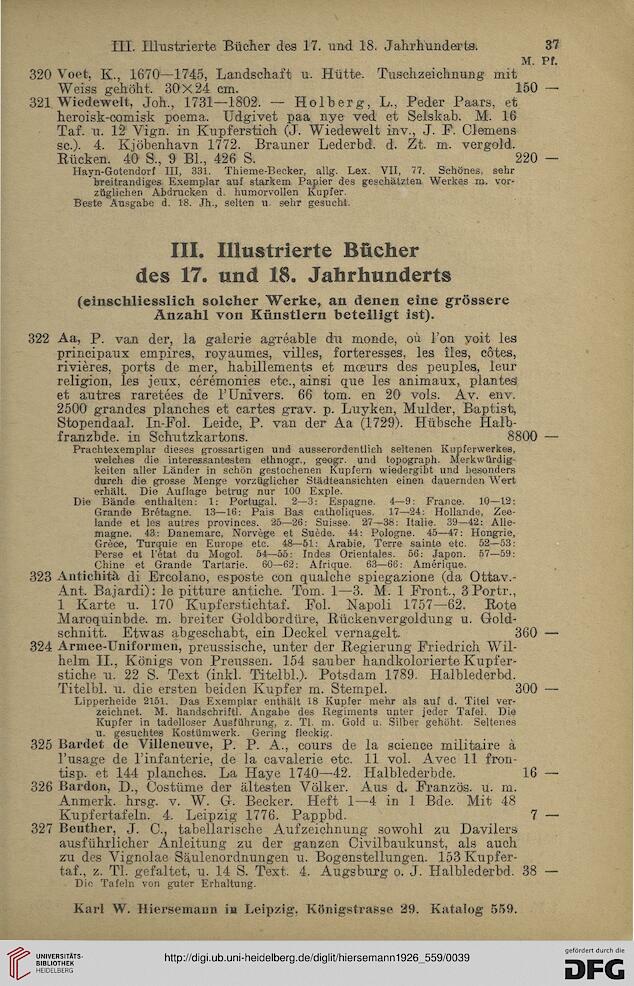 III. Illustrierte Bücher des 17. und 18. Jahrhunderts. 37
M. Pf.
320 Voet, K., 1670—1745, Landschaft u. Hütte. Tuschzeichnung mit
Weiss gehöht. 30×24 cm. 150 —
321 Wiedewelt, Joh., 1731—1802. — Holberg, L., Peder Paars, et
heroisk-comisk poema. Udgivet paa nye ved et Selskab. M. 16
Taf. u. 12 Vign. in Kupferstich (J. Wiedewelt inv., J. F. Clemens
sc.). 4. Kjöbenhavn 1772. Brauner Lederbd. d. Zt. m. vergold.
Rücken. 40 S., 9 Bl., 426 S. 220 —
Hayn-Gotendorf III, 331. Thieme-Becker, allg. Lex. VII, 77. Schönes, sehr
breitrandiges Exemplar auf starkem Papier des geschätzten Werkes m. vor-
züglichen Abdrucken d. humorvollen Kupfer.
Beste Ausgabe d. 18. Jh., selten u. sehr gesucht.
III. Illustrierte Bücher
des 17. und 18. Jahrhunderts
(einschliesslich solcher Werke, an denen eine grössere
Anzahl von Künstlern beteiligt ist).
322 Aa, P. van der, la galerie agréable du monde, où l'on voit les
principaux empires, royaumes, villes, forteresses, les îles, côtes,
rivières, ports de mer, habillements et mœurs des peuples, leur
religion, les jeux, cérémonies etc., ainsi que les animaux, plantes
et autres raretées de l'Univers. 66 tom. en 20 vols. Av. env.
2500 grandes planches et cartes grav. p. Luyken, Mulder, Baptist,
Stopendaal. In-Fol. Leide, P. van der Aa (1729). Hübsche Halb-
franzbde. in Schutzkartons. 8800 —
Prachtexemplar dieses grossartigen und ausserordentlich seltenen Kupferwerkes,
welches die interessantesten ethnogr., geogr. und topograph. Merkwürdig-
keiten aller Länder in schön gestochenen Kupfern wiedergibt und besonders
durch die grosse Menge vorzüglicher Städteansichten einen dauernden Wert
erhält. Die Auflage betrug nur 100 Exple.
Die Bände enthalten: 1: Portugal. 2—3: Espagne. 4—9: France. 10—12:
Grande Brêtagne. 13—16: Païs Bas catholiques. 17—24: Hollande, Zee-
lande et les autres provinces. 25—26: Suisse. 27—38: Italie. 39—42: Alle-
magne. 43: Danemarc, Norvège et Suède. 44: Pologne. 45—47: Hongrie,
Grèce, Turquie en Europe etc. 48—51: Arabie, Terre sainte etc. 52—53:
Perse et l'état du Mogol. 54—55: Indes Orientales. 56: Japon. 57—59:
Chine et Grande Tartarie. 60—62: Afrique. 63—66: Amérique.
323 Antichità di Ercolano, esposte con qualche spiegazione (da Ottav.-
Ant. Bajardi): le pitture antiche. Tom. 1—3. M. 1 Front., 3 Portr.,
1 Karte u. 170 Kupferstichtaf. Fol. Napoli 1757—62. Rote
Maroquinbde. m. breiter Goldbordüre, Rückenvergoldung u. Gold-
schnitt. Etwas abgeschabt, ein Deckel vernagelt. 360 —
324 Armee-Uniformen, preussische, unter der Regierung Friedrich Wil-
helm II., Königs von Preussen. 154 sauber handkolorierte Kupfer-
stiche u. 22 S. Text (inkl. Titelbl.). Potsdam 1789. Halblederbd.
Titelbl. u. die ersten beiden Kupfer m. Stempel. 300 —
Lipperheide 2151. Das Exemplar enthält 18 Kupfer mehr als auf d. Titel ver-
zeichnet. M. handschriftl. Angabe des Regiments unter jeder Tafel. Die
Kupfer in tadelloser Ausführung, z. Tl. m. Gold u. Silber gehöht. Seltenes
u. gesuchtes Kostümwerk. Gering fleckig.
325 Bardet de Villeneuve, P. P. A., cours de la science militaire à
l'usage de l'infanterie, de la cavalerie etc. 11 vol. Avec 11 fron-
tisp. et 144 planches. La Haye 1740—42. Halblederbde. 16 —
326 Bardon, D., Costüme der ältesten Völker. Aus d. Französ. u. m.
Anmerk. hrsg. v. W. G. Becker. Heft 1—4 in 1 Bde. Mit 48
Kupfertafeln. 4. Leipzig 1776. Pappbd. 7 —
327 Beuther, J. C., tabellarische Aufzeichnung sowohl zu Davilers
ausführlicher Anleitung zu der ganzen Civilbaukunst, als auch
zu des Vignolae Säulenordnungen u. Bogenstellungen. 153 Kupfer-
taf., z. Tl. gefaltet, u. 14 S. Text. 4. Augsburg o. J. Halblederbd. 38 —
Die Tafeln von guter Erhaltung.
Karl W. Hiersemann in Leipzig, Königstrasse 29. Katalog 559.
UNIVERSITÄTS-
BIBLIOTHEK
HEIDELBERG
http://digi.ub.uni-heidelberg.de/diglit/hiersemann1926_559/0039
gefördert durch die
DFG